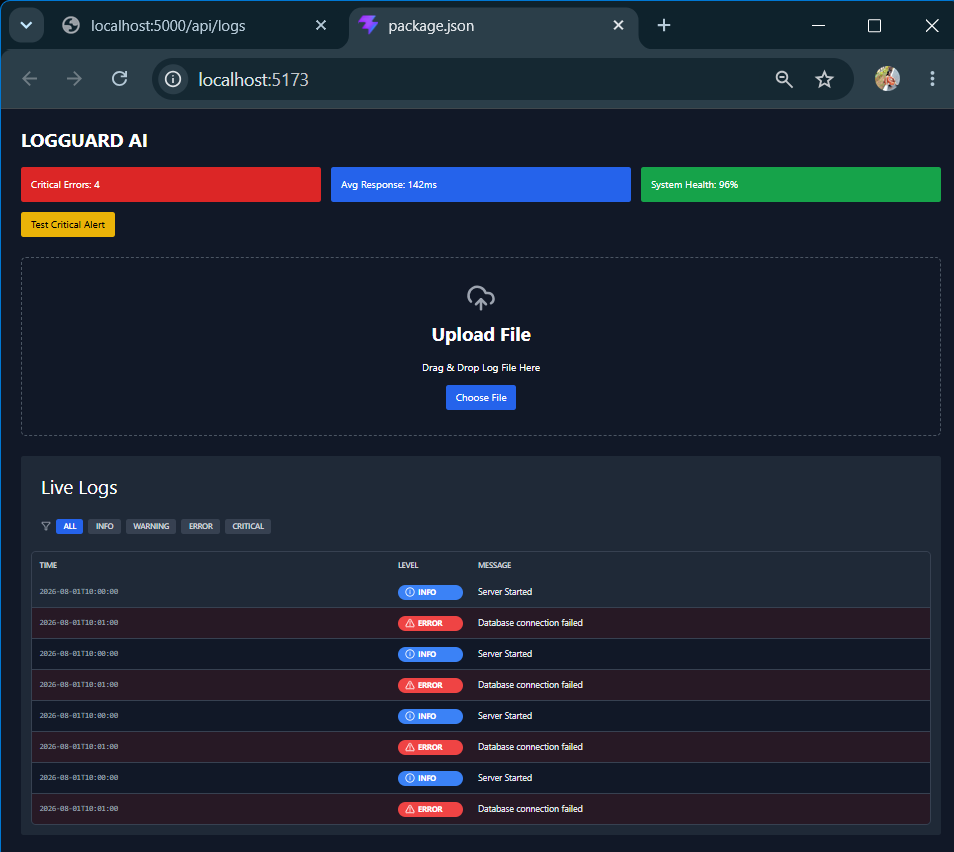 localhost:5000/api/logs
package.json
localhost:5173
LOGGUARD AI
Critical Errors: 4
Avg Response: 142ms
System Health: 96%
Test Critical Alert
Upload File
Drag & Drop Log File Here
Choose File
Live Logs
ALL INFO WARNING ERROR CRITICAL
TIME LEVEL MESSAGE
2026-08-01T10:00:00 INFO Server Started
2026-08-01T10:01:00 ERROR Database connection failed
2026-08-01T10:00:00 INFO Server Started
2026-08-01T10:01:00 ERROR Database connection failed
2026-08-01T10:00:00 INFO Server Started
2026-08-01T10:01:00 ERROR Database connection failed
2026-08-01T10:00:00 INFO Server Started
2026-08-01T10:01:00 ERROR Database connection failed